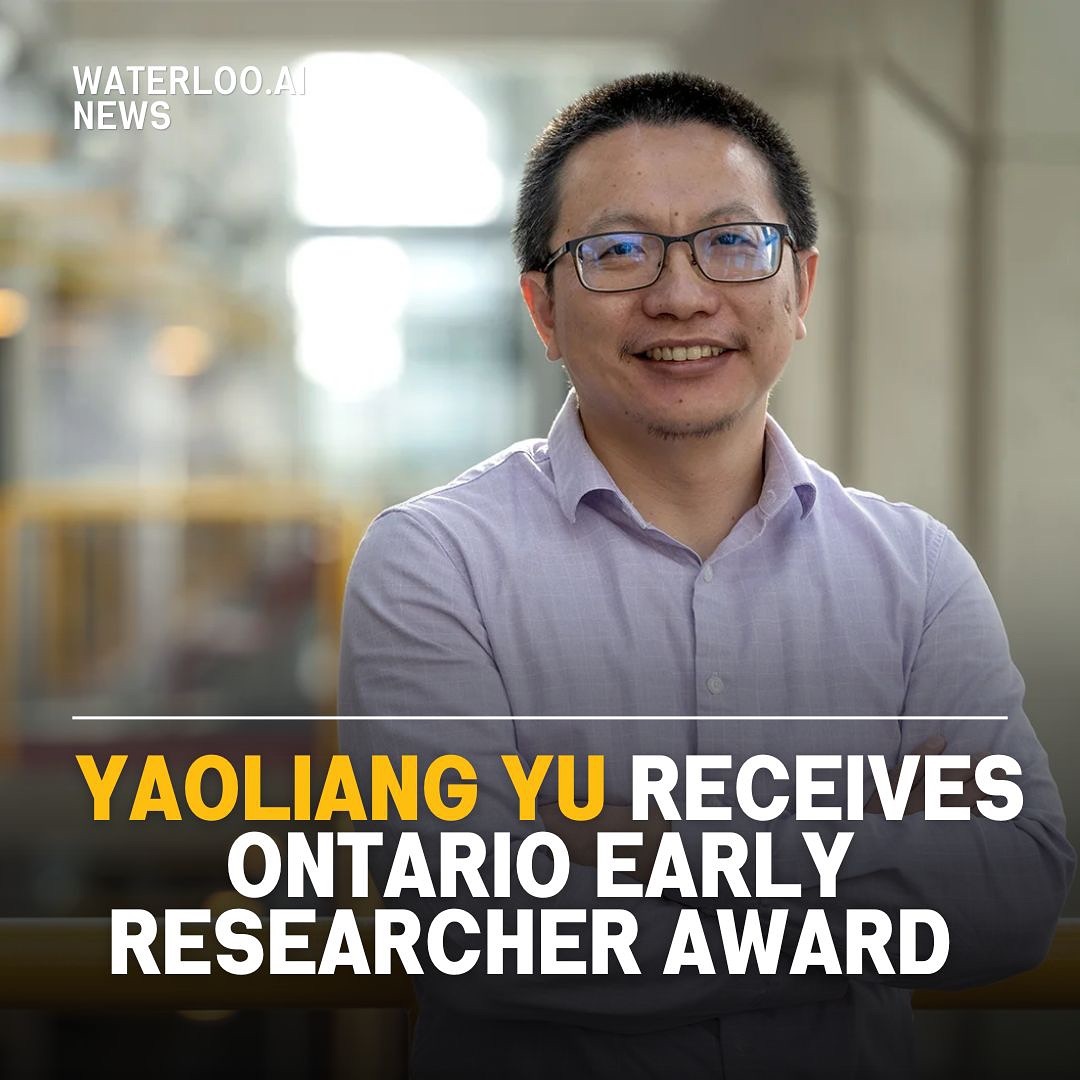 WATERLOO.AI
NEWS
YAOLIANG YU RECEIVES
ONTARIO EARLY
RESEARCHER AWARD